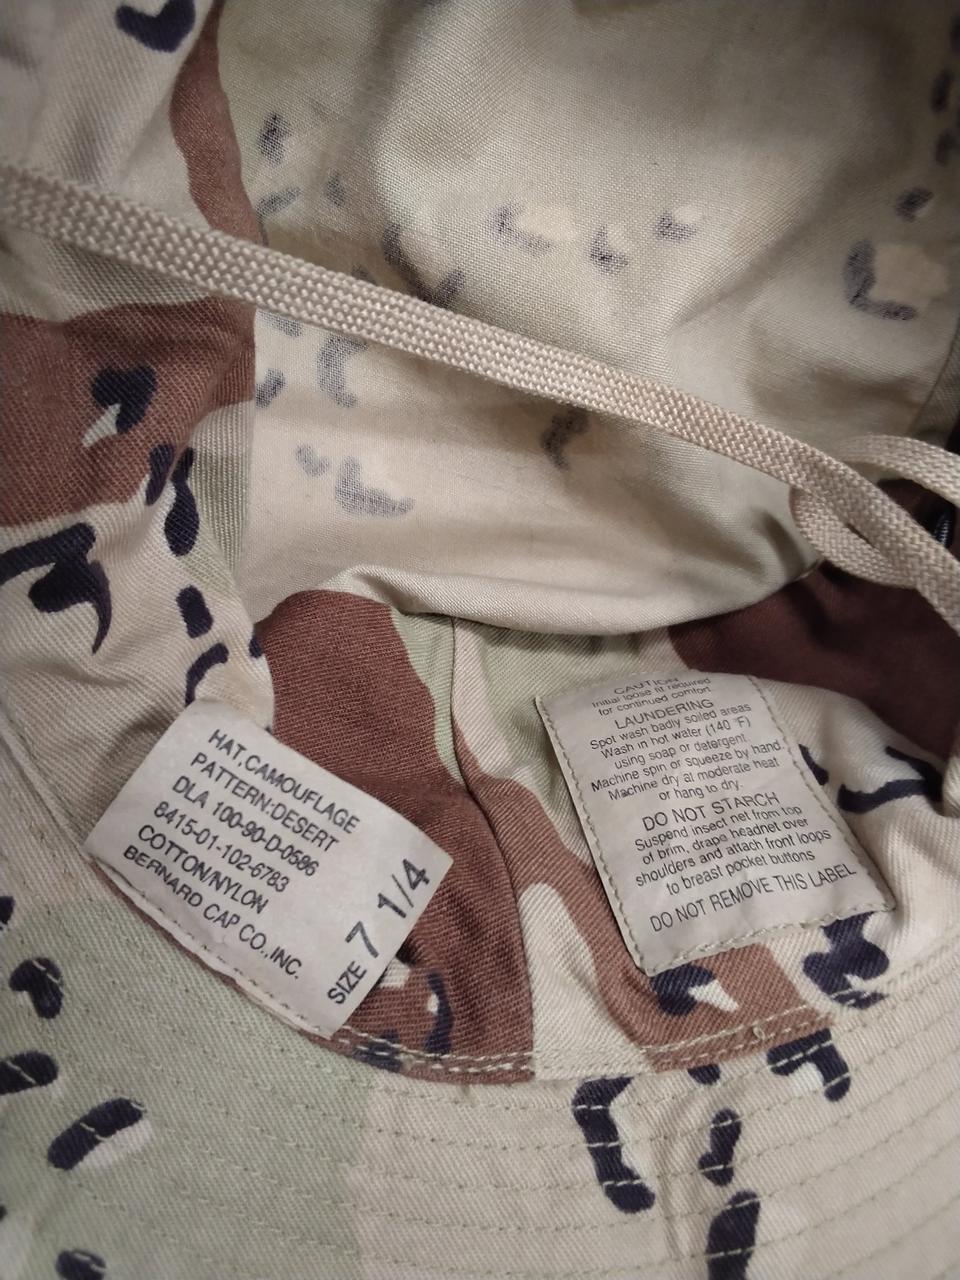 HAT, CAMOUFLAGE
PATTERN:DESERT
DLA 100-90-D-0586
8415-01-102-6783
COTTON/NYLON
BERNARD CAP CO., INC.
SIZE 7 1/4
CAUTION
Initial loose fit required
for continued comfort.
LAUNDERING
Spot wash badly soiled areas
Wash in hot water (140 °F)
using soap or detergent.
Machine spin or squeeze by hand.
Machine dry at moderate heat
or hang to dry.
DO NOT STARCH
Suspend insect net from top
of brim, drape headnet over
shoulders and attach front loops
to breast pocket buttons
DO NOT REMOVE THIS LABEL